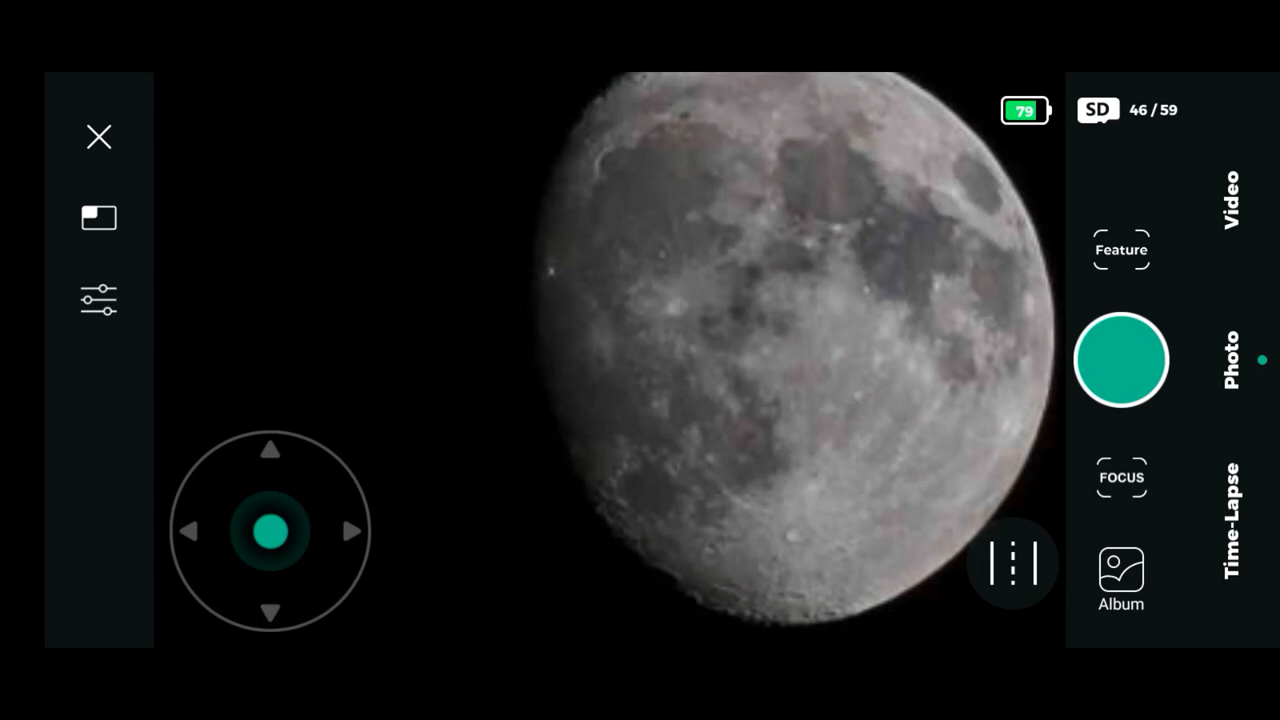 79
SD
46 / 59
Video
Feature
Photo
FOCUS
Time-Lapse
Album